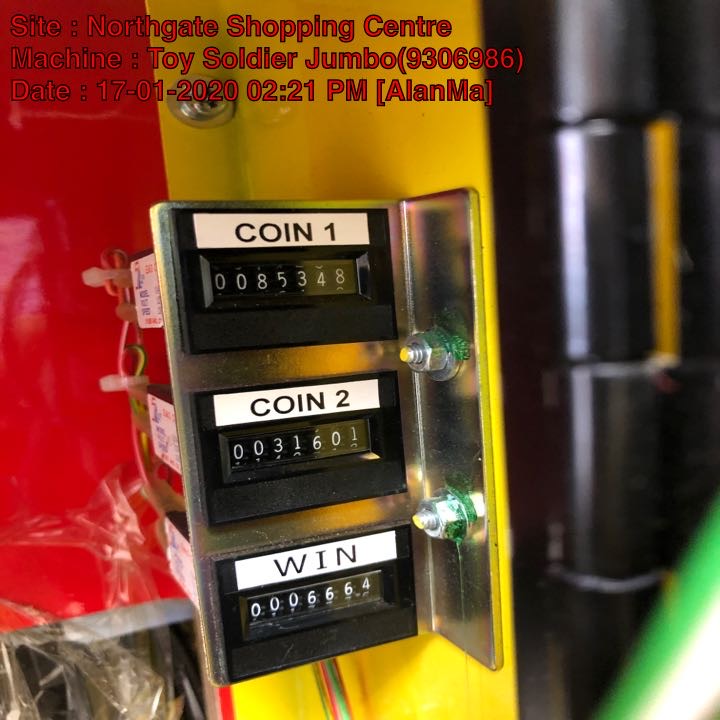 Site : Northgate Shopping Centre
Machine : Toy Soldier Jumbo(9306986)
Date : 17-01-2020 02:21 PM [AlanMa]
COIN 1
0085348
COIN 2
0031601
WIN
0006664